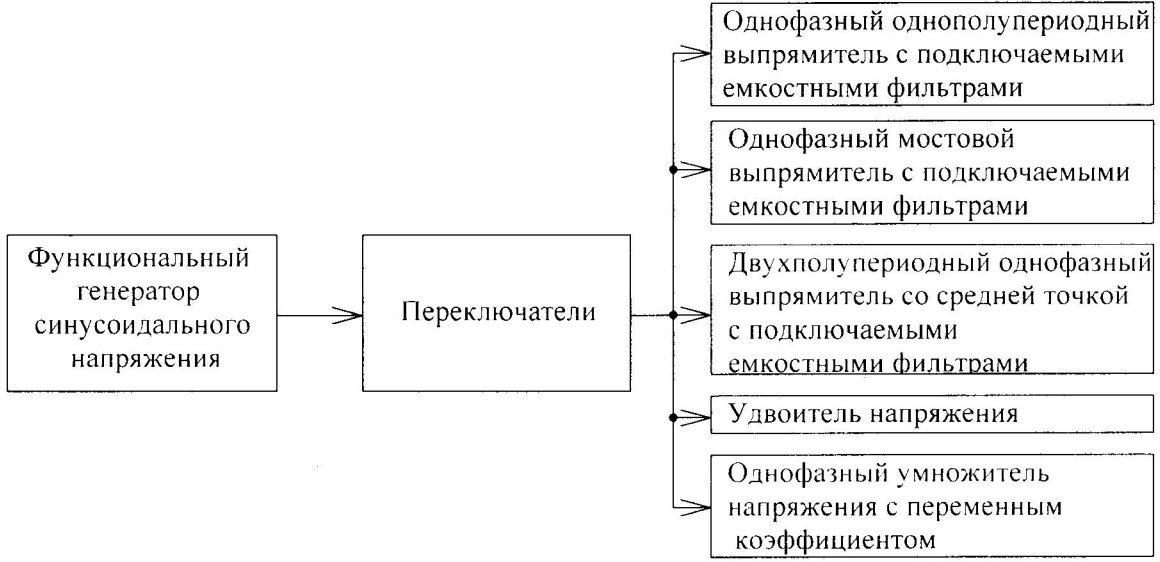 Функциональный
генератор
синусоидального
напряжения
Переключатели
Однофазный однополупериодный
выпрямитель с подключаемыми
емкостными фильтрами
Однофазный мостовой
выпрямитель с подключаемыми
емкостными фильтрами
Двухполупериодный однофазный
выпрямитель со средней точкой
с подключаемыми
емкостными фильтрами
Удвоитель напряжения
Однофазный умножитель
напряжения с переменным
коэффициентом